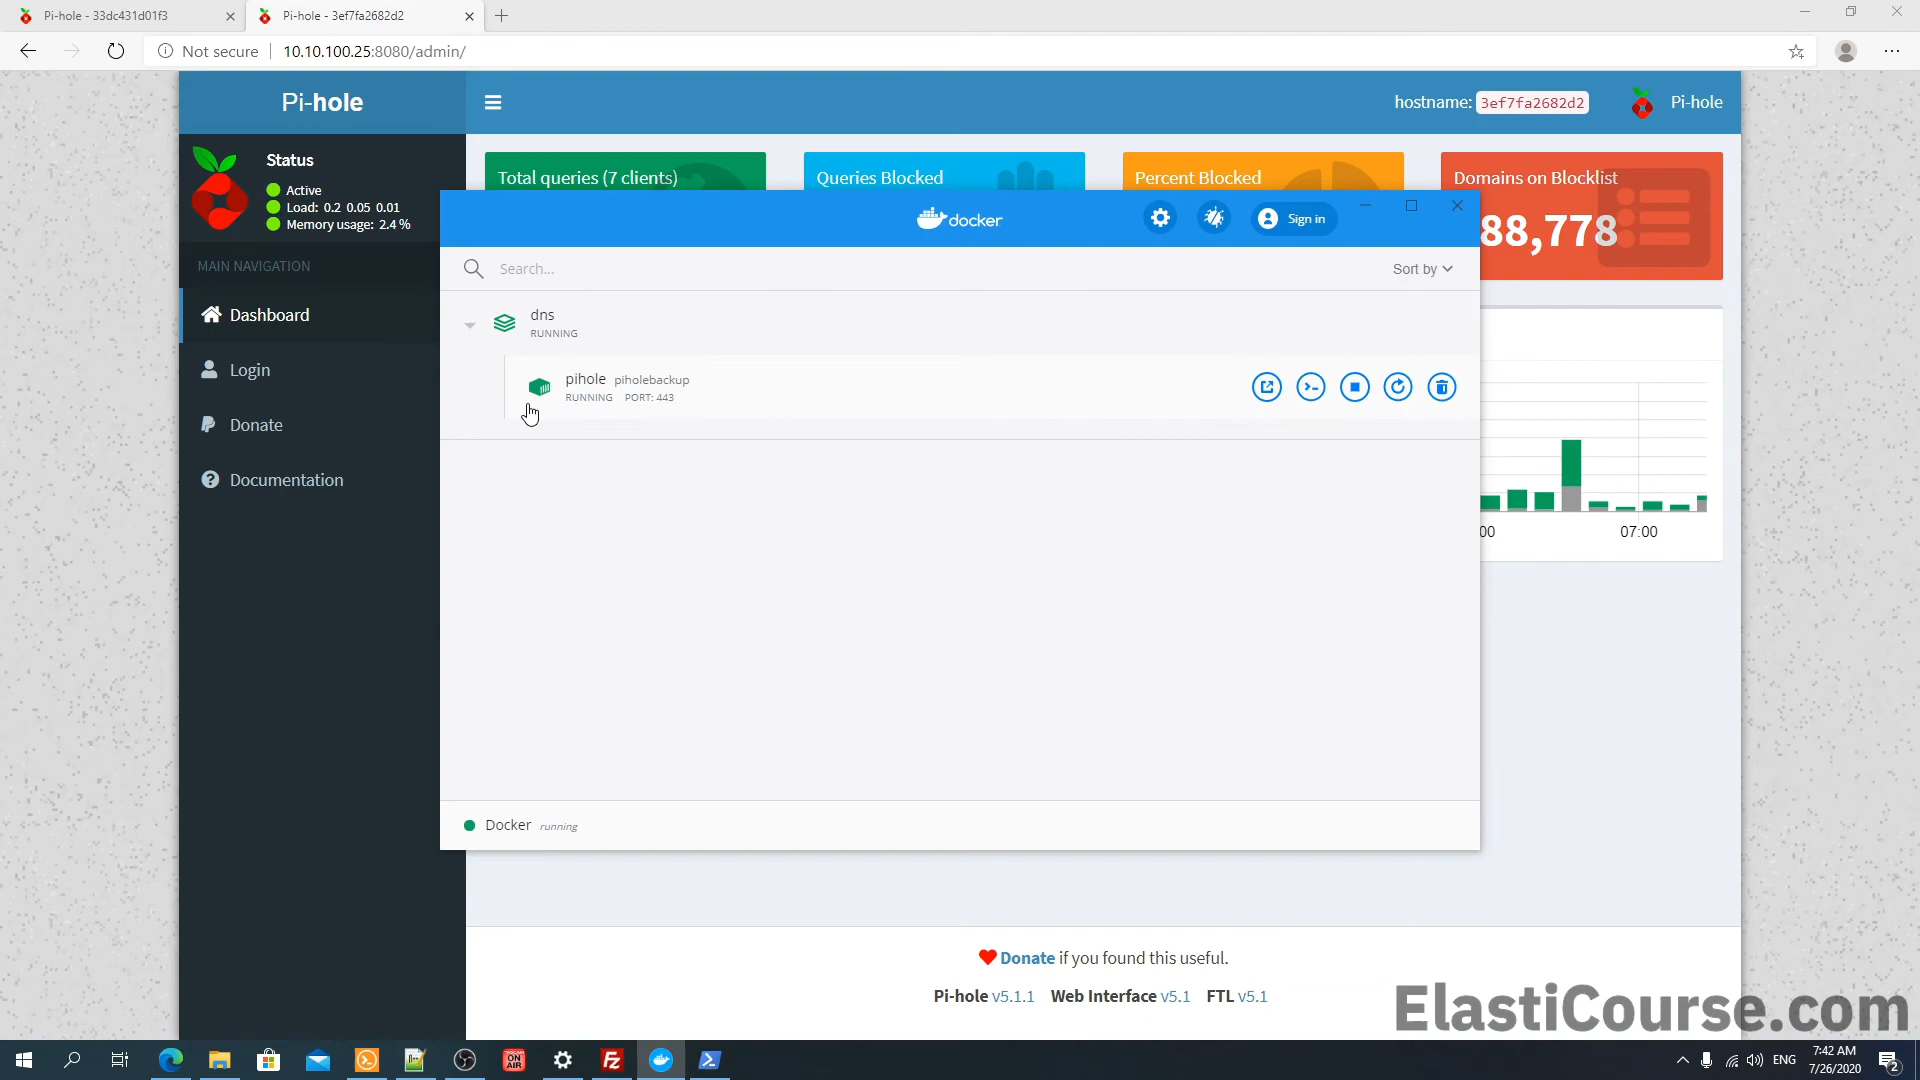 Pi-hole - 33dc431d01f3
Pi-hole - 3ef7fa2682d2
Not secure
10.10.100.25:8080/admin/
Pi-hole
hostname: 3ef7fa2682d2
Pi-hole
Status
Active
Load: 0.2 0.05 0.01
Memory usage: 2.4 %
Total queries (7 clients)
Queries Blocked
Percent Blocked
Domains on Blocklist
88,778
docker
Sign in
MAIN NAVIGATION
Search...
Sort by
Dashboard
dns
RUNNING
Login
pihole piholebackup
RUNNING PORT: 443
Donate
Documentation
00
07:00
Docker running
Donate if you found this useful.
Pi-hole v5.1.1 Web Interface v5.1 FTL v5.1
ElastiCourse.com
ON
AIR
Fz
ENG
7:42 AM
7/26/2020
2